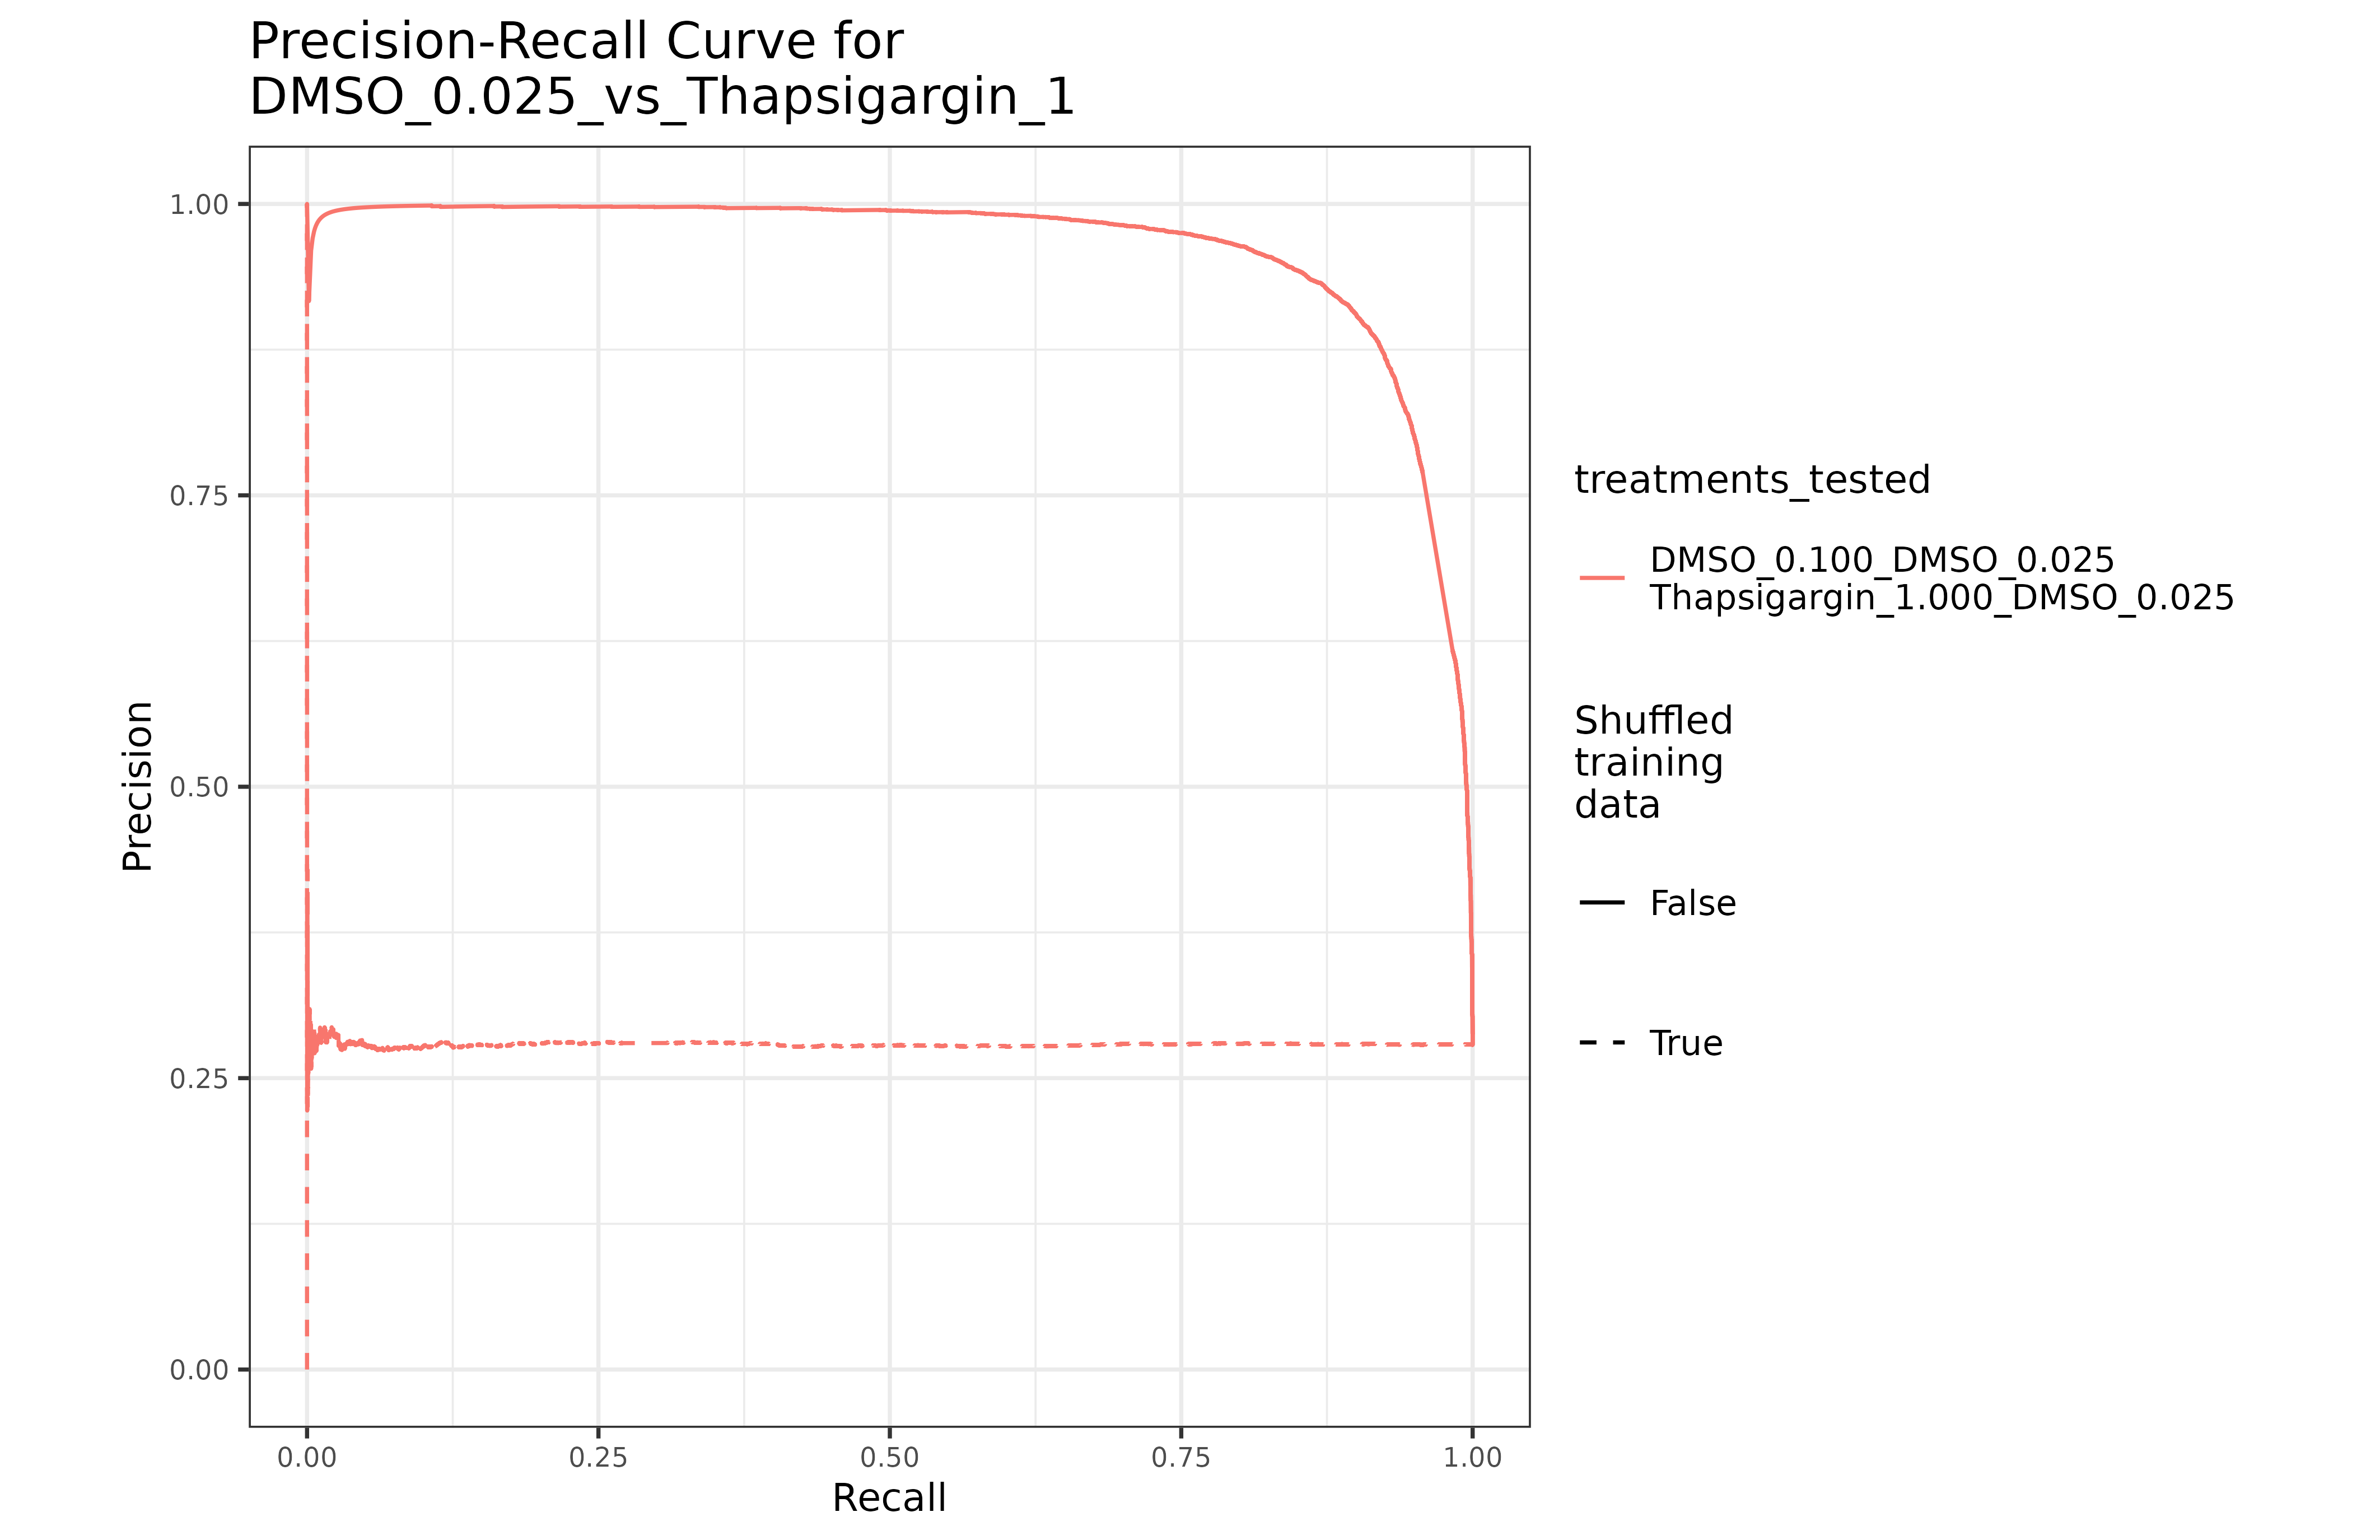 Precision-Recall Curve for
DMSO_0.025_vs_Thapsigargin_1
1.00
0.75
0.50
0.25
0.00
Precision
0.00
0.25
0.50
0.75
1.00
Recall
treatments_tested
DMSO_0.100_DMSO_0.025
Thapsigargin_1.000_DMSO_0.025
Shuffled
training
data
False
True